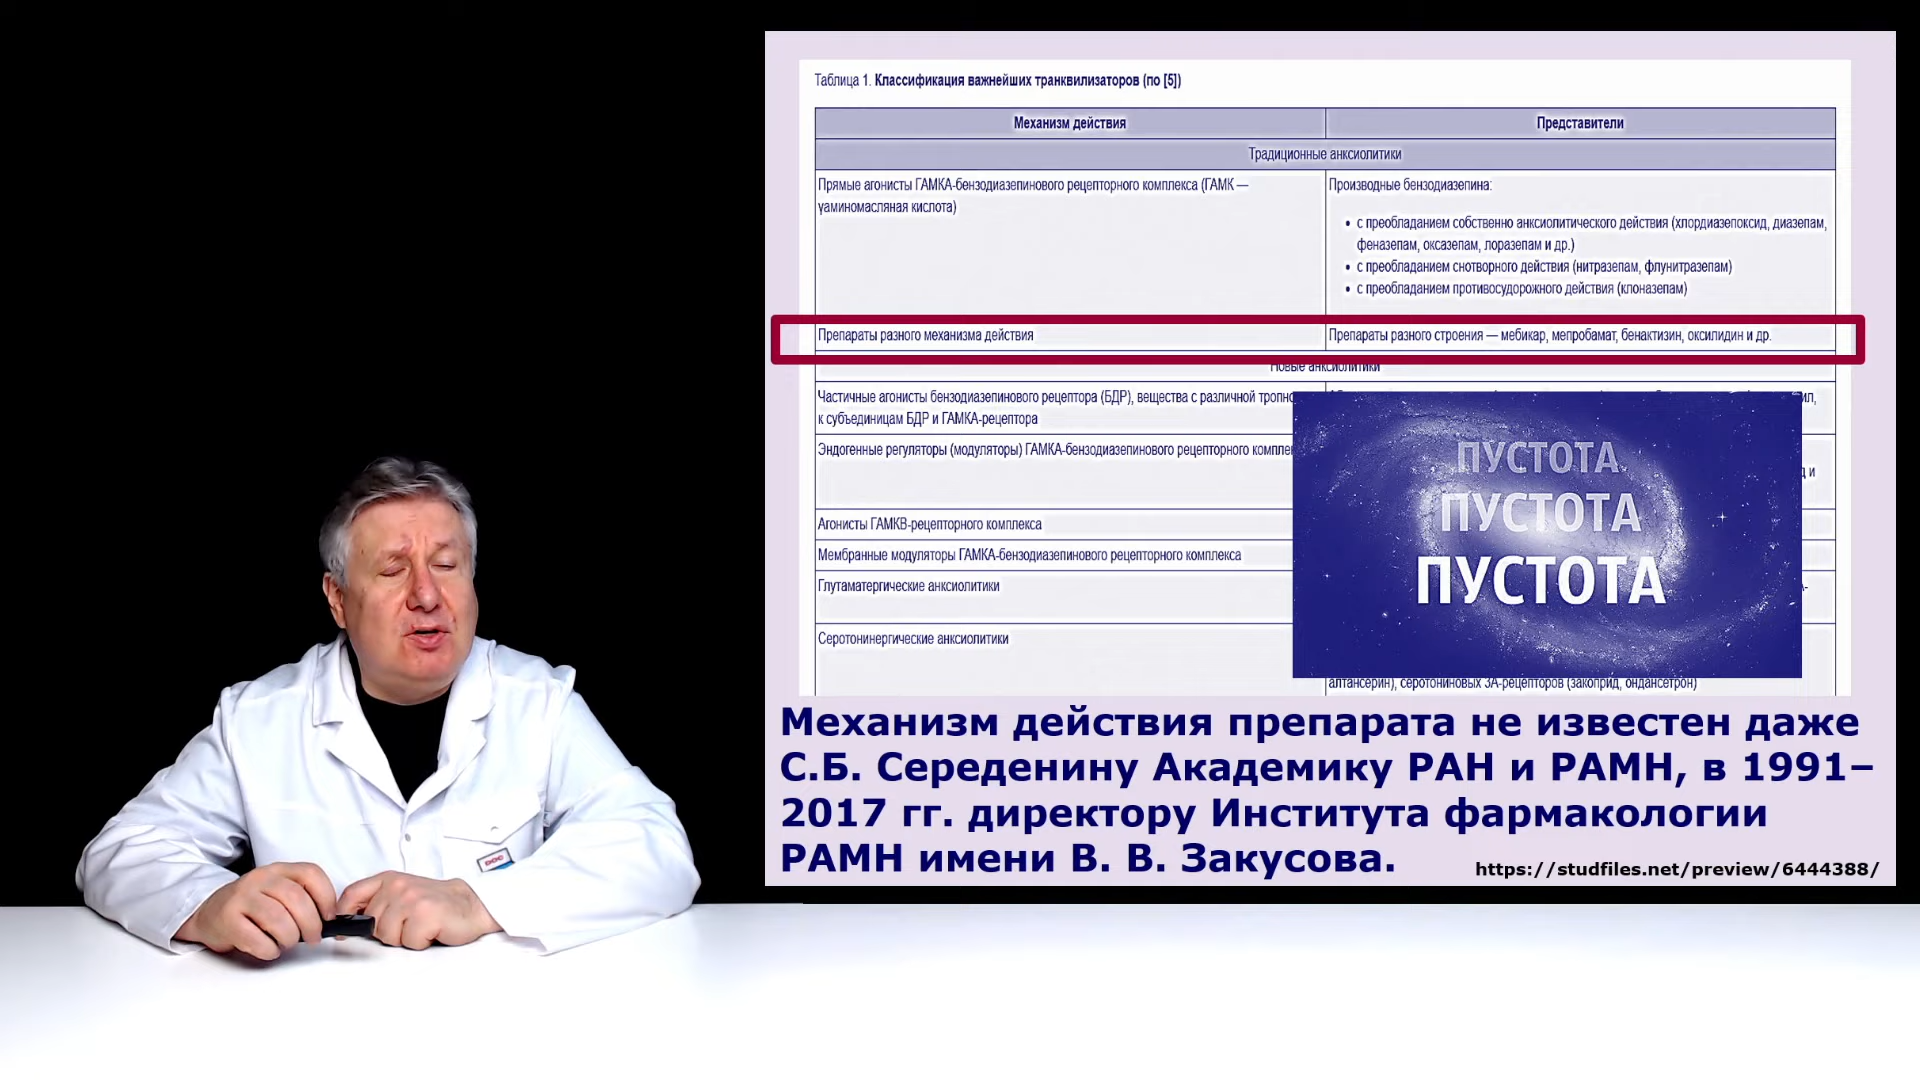 Таблица 1. Классификация важнейших транквилизаторов (по [5])
Механизм действия
Представители
Традиционные анксиолитики
Прямые агонисты ГАМКА-бензодиазепинового рецепторного комплекса (ГАМК —
γаминомасляная кислота)
Производные бензодиазепина:
• с преобладанием собственно анксиолитического действия (хлордиазепоксид, диазепам,
феназепам, оксазепам, лоразепам и др.)
• с преобладанием снотворного действия (нитразепам, флунитразепам)
• с преобладанием противосудорожного действия (клоназепам)
Препараты разного механизма действия
Препараты разного строения — мебикар, мепробамат, бенактизин, оксилидин и др.
Новые анксиолитики
Частичные агонисты бензодиазепинового рецептора (БДР), вещества с различной
к субъединицам БДР и ГАМКА-рецептора
Эндогенные регуляторы (модуляторы) ГАМКА-бензодиазепинового рецепторного
Агонисты ГАМКВ-рецепторного комплекса
Мембранные модуляторы ГАМКА-бензодиазепинового рецепторного комплекса
Глутаматергические анксиолитики
Серотонинергические анксиолитики
алтансерин), серотониновых 3А-рецепторов (закоприд, ондансетрон)
ПУСТОТА
ПУСТОТА
ПУСТОТА
Механизм действия препарата не известен даже
С.Б. Середенину Академику РАН и РАМН, в 1991–
2017 гг. директору Института фармакологии
РАМН имени В. В. Закусова.
https://studfiles.net/preview/6444388/
DOC